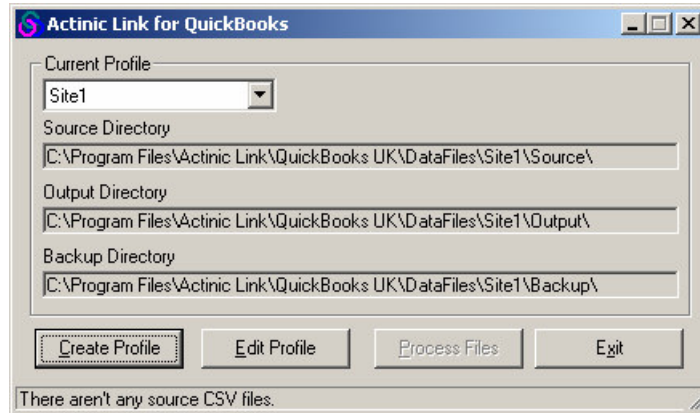 Actinic Link for QuickBooks
Current Profile
Site1
Source Directory
C:\Program Files\Actinic Link\QuickBooks UK\DataFiles\Site1\Source\
Output Directory
C:\Program Files\Actinic Link\QuickBooks UK\DataFiles\Site1\Output\
Backup Directory
C:\Program Files\Actinic Link\QuickBooks UK\DataFiles\Site1\Backup\
Create Profile Edit Profile Process Files Exit
There aren't any source CSV files.